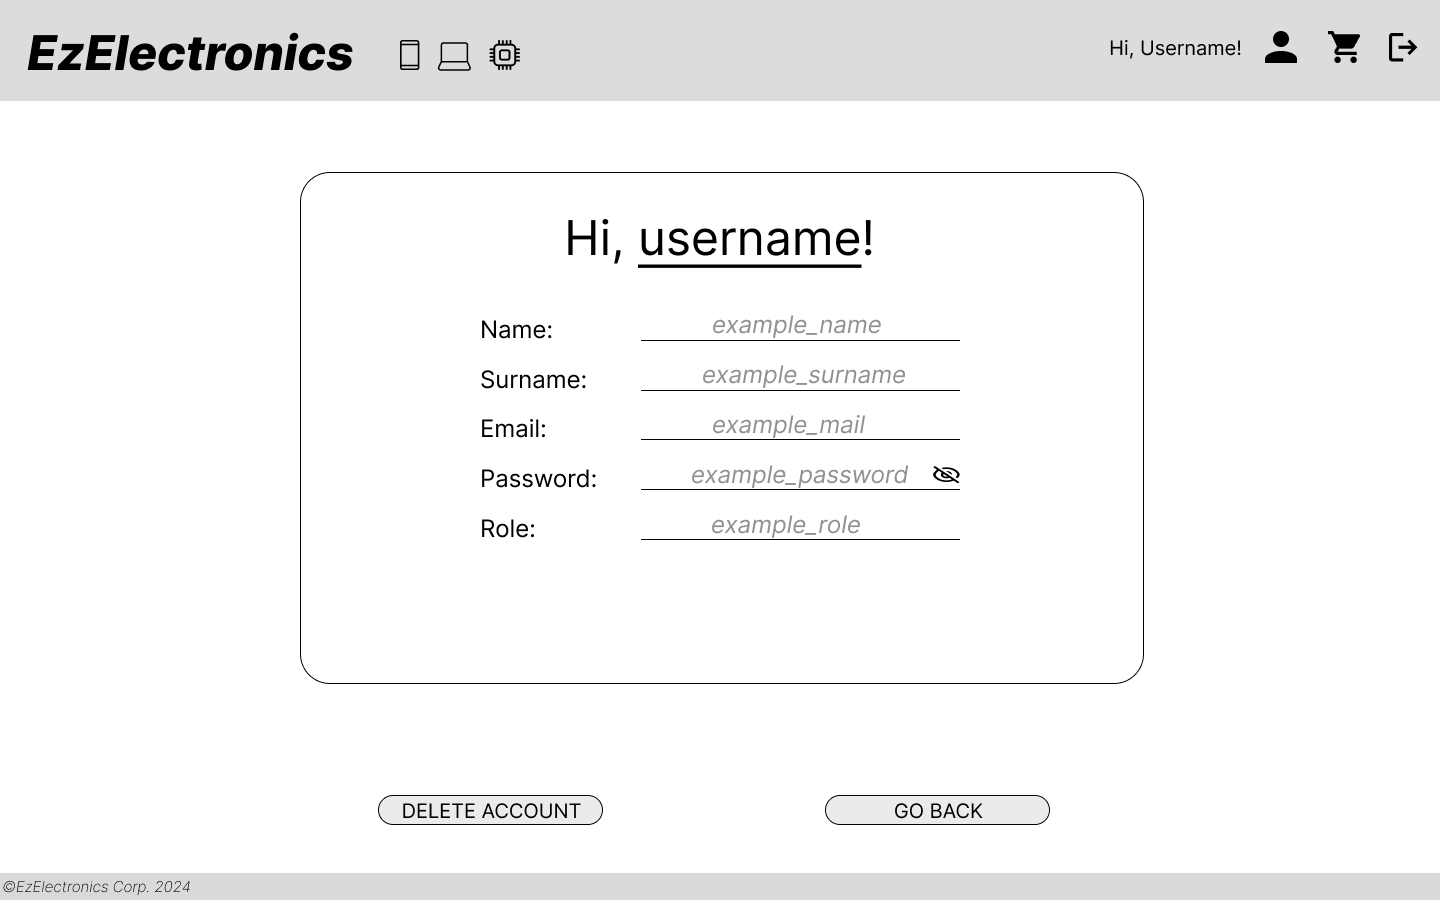 EzElectronics
Hi, Username!
Hi, username!
Name: example_name
Surname: example_surname
Email: example_mail
Password: example_password
Role: example_role
DELETE ACCOUNT
GO BACK
©EzElectronics Corp. 2024